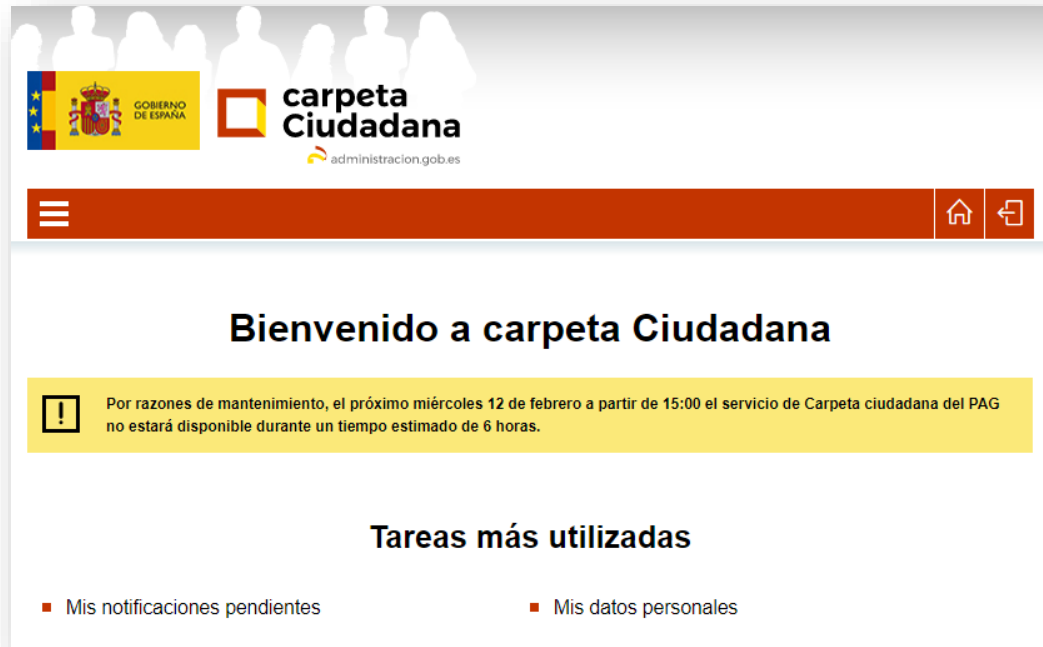 GOBIERNO
DE ESPAÑA
carpeta
Ciudadana
administracion.gob.es
Bienvenido a carpeta Ciudadana
Por razones de mantenimiento, el próximo miércoles 12 de febrero a partir de 15:00 el servicio de Carpeta ciudadana del PAG
no estará disponible durante un tiempo estimado de 6 horas.
Tareas más utilizadas
Mis notificaciones pendientes
Mis datos personales